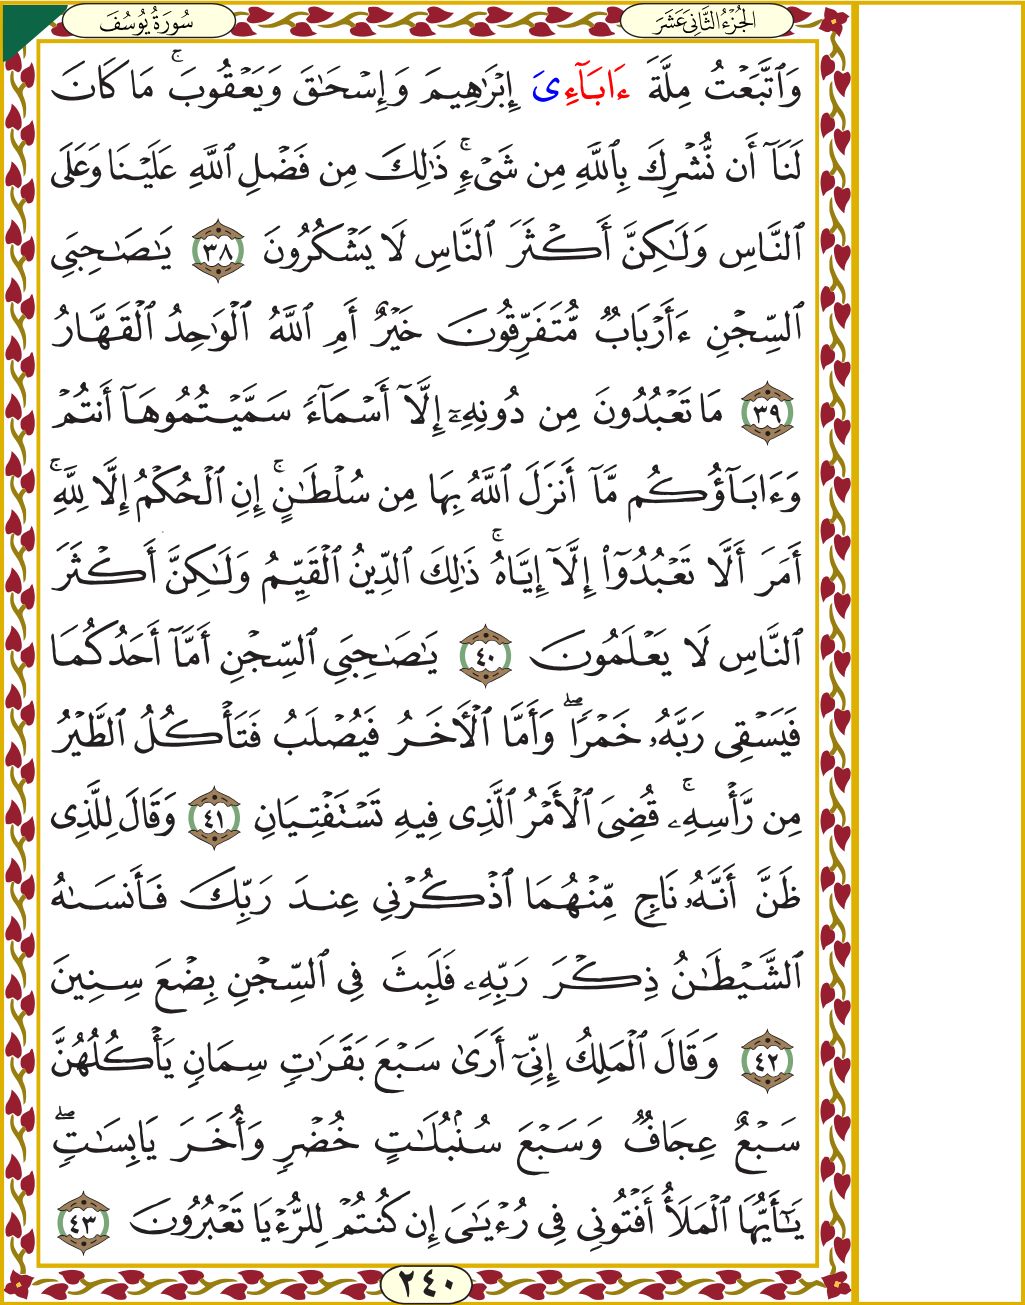 سُورَةُ يُوسُفَ
الجُزْءُ الثَّانِي عَشَرَ
وَٱتَّبَعْتُ مِلَّةَ ءَابَآءِىَ إِبْرَٰهِيمَ وَإِسْحَٰقَ وَيَعْقُوبَ ۚ مَا كَانَ
لَنَآ أَن نُّشْرِكَ بِٱللَّهِ مِن شَىْءٍ ۚ ذَٰلِكَ مِن فَضْلِ ٱللَّهِ عَلَيْنَا وَعَلَى
ٱلنَّاسِ وَلَٰكِنَّ أَكْثَرَ ٱلنَّاسِ لَا يَشْكُرُونَ ٣٨ يَٰصَٰحِبَىِ
ٱلسِّجْنِ ءَأَرْبَابٌ مُّتَفَرِّقُونَ خَيْرٌ أَمِ ٱللَّهُ ٱلْوَٰحِدُ ٱلْقَهَّارُ
٣٩ مَا تَعْبُدُونَ مِن دُونِهِۦٓ إِلَّآ أَسْمَآءً سَمَّيْتُمُوهَآ أَنتُمْ
وَءَابَآؤُكُم مَّآ أَنزَلَ ٱللَّهُ بِهَا مِن سُلْطَٰنٍ ۚ إِنِ ٱلْحُكْمُ إِلَّا لِلَّهِ ۚ
أَمَرَ أَلَّا تَعْبُدُوٓا۟ إِلَّآ إِيَّاهُ ۚ ذَٰلِكَ ٱلدِّينُ ٱلْقَيِّمُ وَلَٰكِنَّ أَكْثَرَ
ٱلنَّاسِ لَا يَعْلَمُونَ ٤٠ يَٰصَٰحِبَىِ ٱلسِّجْنِ أَمَّآ أَحَدُكُمَا
فَيَسْقِى رَبَّهُۥ خَمْرًا ۖ وَأَمَّا ٱلْءَاخَرُ فَيُصْلَبُ فَتَأْكُلُ ٱلطَّيْرُ
مِن رَّأْسِهِۦ ۚ قُضِىَ ٱلْأَمْرُ ٱلَّذِى فِيهِ تَسْتَفْتِيَانِ ٤١ وَقَالَ لِلَّذِى
ظَنَّ أَنَّهُۥ نَاجٍ مِّنْهُمَا ٱذْكُرْنِى عِندَ رَبِّكَ فَأَنسَىٰهُ
ٱلشَّيْطَٰنُ ذِكْرَ رَبِّهِۦ فَلَبِثَ فِى ٱلسِّجْنِ بِضْعَ سِنِينَ
٤٢ وَقَالَ ٱلْمَلِكُ إِنِّىٓ أَرَىٰ سَبْعَ بَقَرَٰتٍ سِمَانٍ يَأْكُلُهُنَّ
سَبْعٌ عِجَافٌ وَسَبْعَ سُنۢبُلَٰتٍ خُضْرٍ وَأُخَرَ يَابِسَٰتٍ ۖ
يَٰٓأَيُّهَا ٱلْمَلَأُ أَفْتُونِى فِى رُءْيَٰىَ إِن كُنتُمْ لِلرُّءْيَا تَعْبُرُونَ ٤٣
٢٤٠